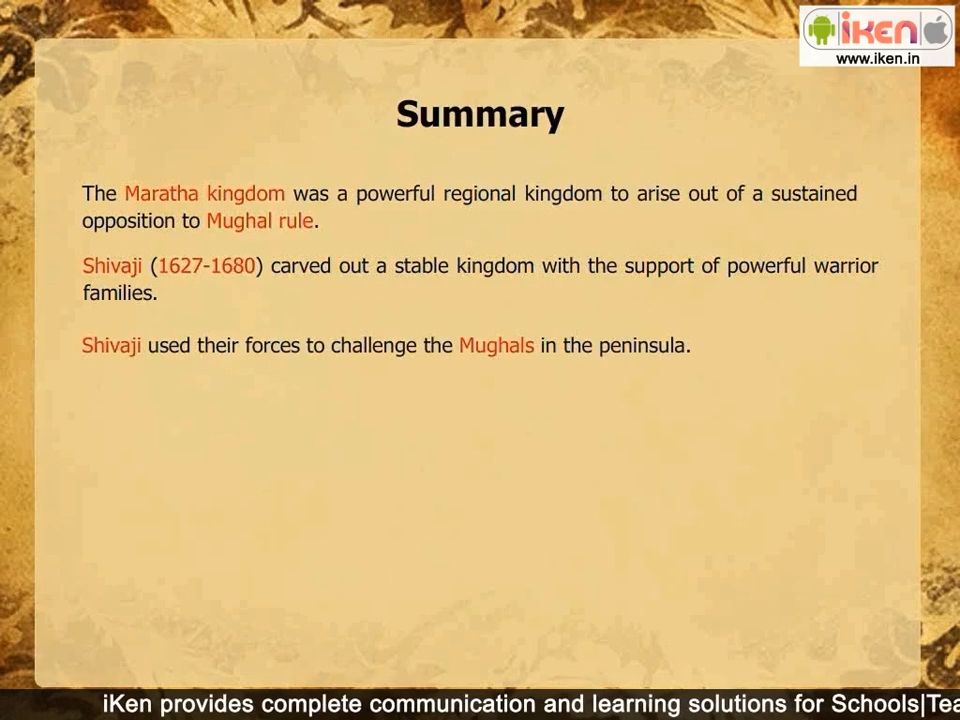 iKEN
www.iken.in
Summary
The Maratha kingdom was a powerful regional kingdom to arise out of a sustained
opposition to Mughal rule.
Shivaji (1627-1680) carved out a stable kingdom with the support of powerful warrior
families.
Shivaji used their forces to challenge the Mughals in the peninsula.
iKen provides complete communication and learning solutions for Schools|Tea